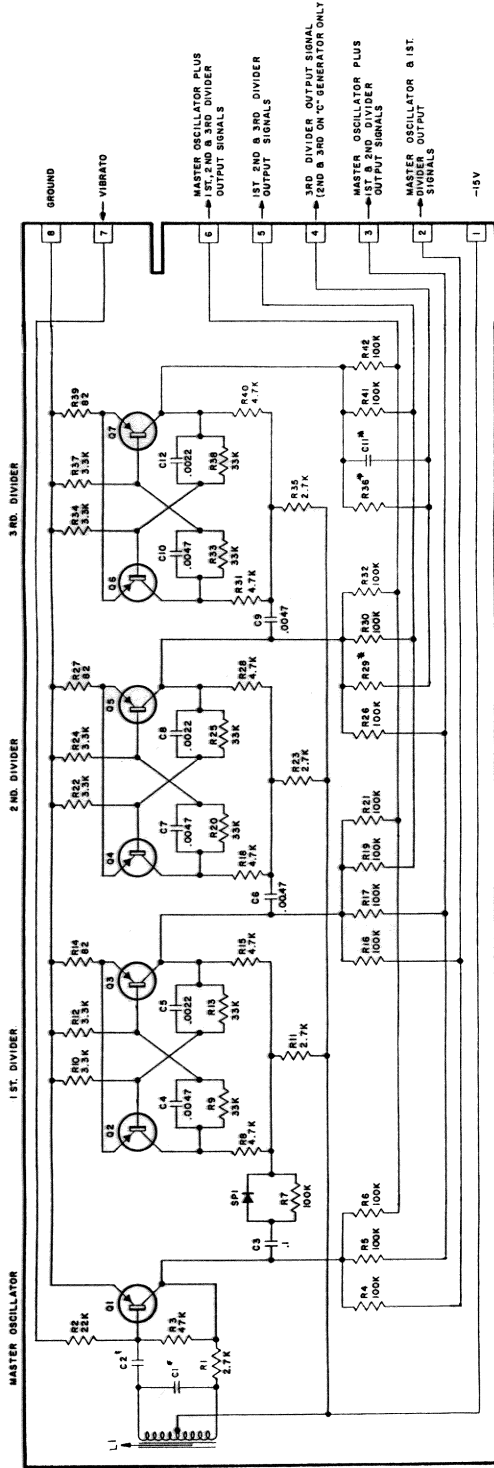 MASTER OSCILLATOR
1 ST. DIVIDER
2 ND. DIVIDER
3 RD. DIVIDER
L1
C2*
C1*
R2
22K
R3
47K
R1
2.7K
Q1
C3
.1
SP1
R7
100K
R4
100K
R5
100K
R6
100K
Q2
R10
3.3K
R12
3.3K
R14
82
Q3
C4
.0047
R9
33K
C5
.0022
R13
33K
R8
4.7K
R15
4.7K
R11
2.7K
C6
.0047
R16
100K
R17
100K
R19
100K
R21
100K
Q4
R22
3.3K
R24
3.3K
R27
82
Q5
C7
.0047
R20
33K
C8
.0022
R25
33K
R18
4.7K
R28
4.7K
R23
2.7K
C9
.0047
R26
100K
R29*
R30
100K
R32
100K
Q6
R34
3.3K
R37
3.3K
R39
82
Q7
C10
.0047
R33
33K
C12
.0022
R38
33K
R31
4.7K
R40
4.7K
R35
2.7K
R36*
C11*
R41
100K
R42
100K
8
GROUND
7
VIBRATO
6
MASTER OSCILLATOR PLUS
1ST, 2ND & 3RD DIVIDER
OUTPUT SIGNALS
5
1ST 2ND & 3RD DIVIDER
OUTPUT SIGNALS
4
3RD DIVIDER OUTPUT SIGNAL
(2ND & 3RD ON "C" GENERATOR ONLY
3
MASTER OSCILLATOR PLUS
1ST & 2ND DIVIDER
OUTPUT SIGNALS
2
MASTER OSCILLATOR & 1ST.
DIVIDER OUTPUT
SIGNALS
1
-15V